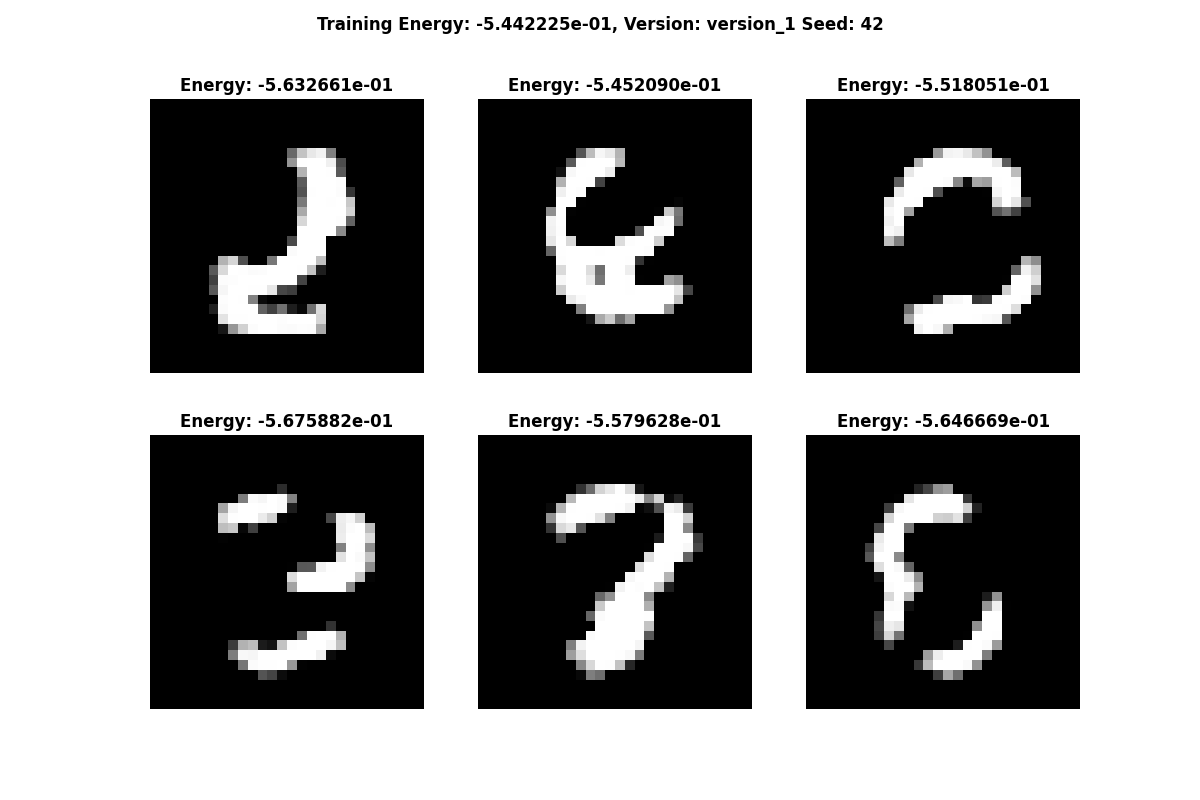 Training Energy: -5.442225e-01, Version: version_1 Seed: 42
Energy: -5.632661e-01
Energy: -5.452090e-01
Energy: -5.518051e-01
Energy: -5.675882e-01
Energy: -5.579628e-01
Energy: -5.646669e-01